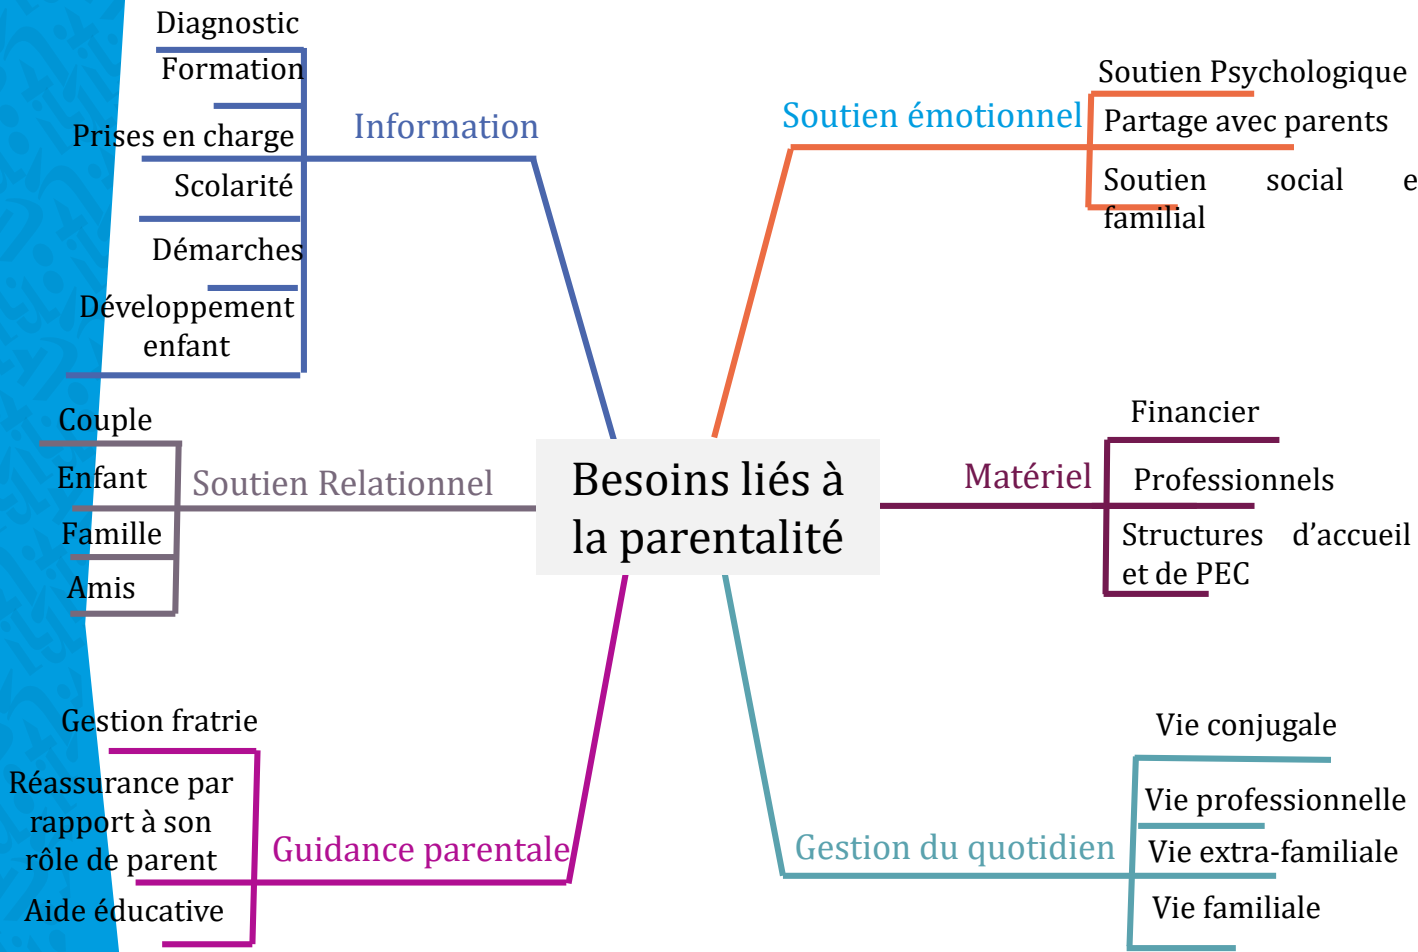 Diagnostic
Formation
Prises en charge
Scolarité
Démarches
Développement
enfant
Information
Soutien émotionnel
Soutien Psychologique
Partage avec parents
Soutien social e
familial
Couple
Enfant
Famille
Amis
Soutien Relationnel
Besoins liés à
la parentalité
Matériel
Financier
Professionnels
Structures d’accueil
et de PEC
Gestion fratrie
Réassurance par
rapport à son
rôle de parent
Aide éducative
Guidance parentale
Gestion du quotidien
Vie conjugale
Vie professionnelle
Vie extra-familiale
Vie familiale